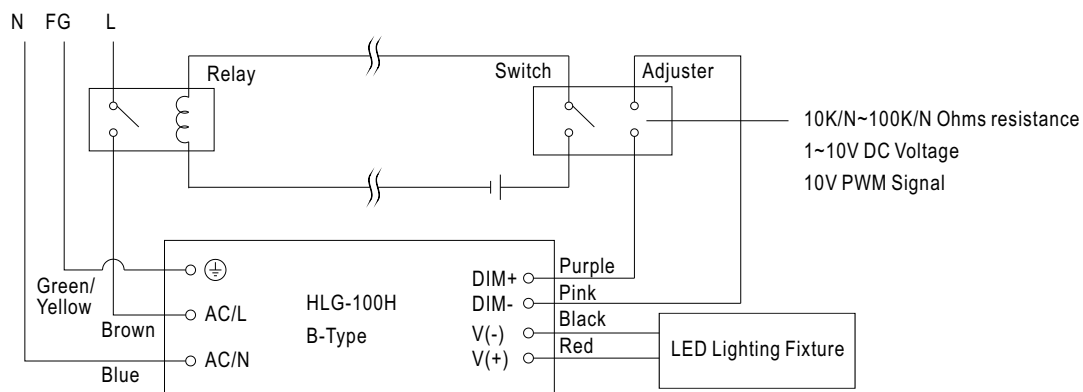 N FG L
Relay
Switch
Adjuster
10K/N~100K/N Ohms resistance
1~10V DC Voltage
10V PWM Signal
Green/
Yellow
Brown
Blue
AC/L
AC/N
HLG-100H
B-Type
DIM+
DIM-
V(-)
V(+)
Purple
Pink
Black
Red
LED Lighting Fixture